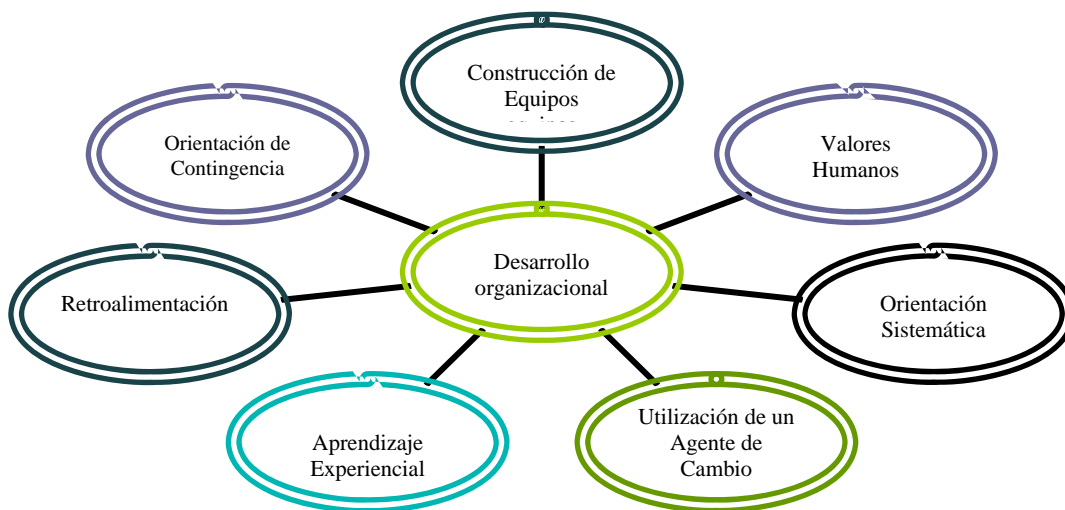 Construcción de
Equipos
Orientación de
Contingencia
Valores
Humanos
Desarrollo
organizacional
Retroalimentación
Orientación
Sistemática
Aprendizaje
Experiencial
Utilización de un
Agente de
Cambio